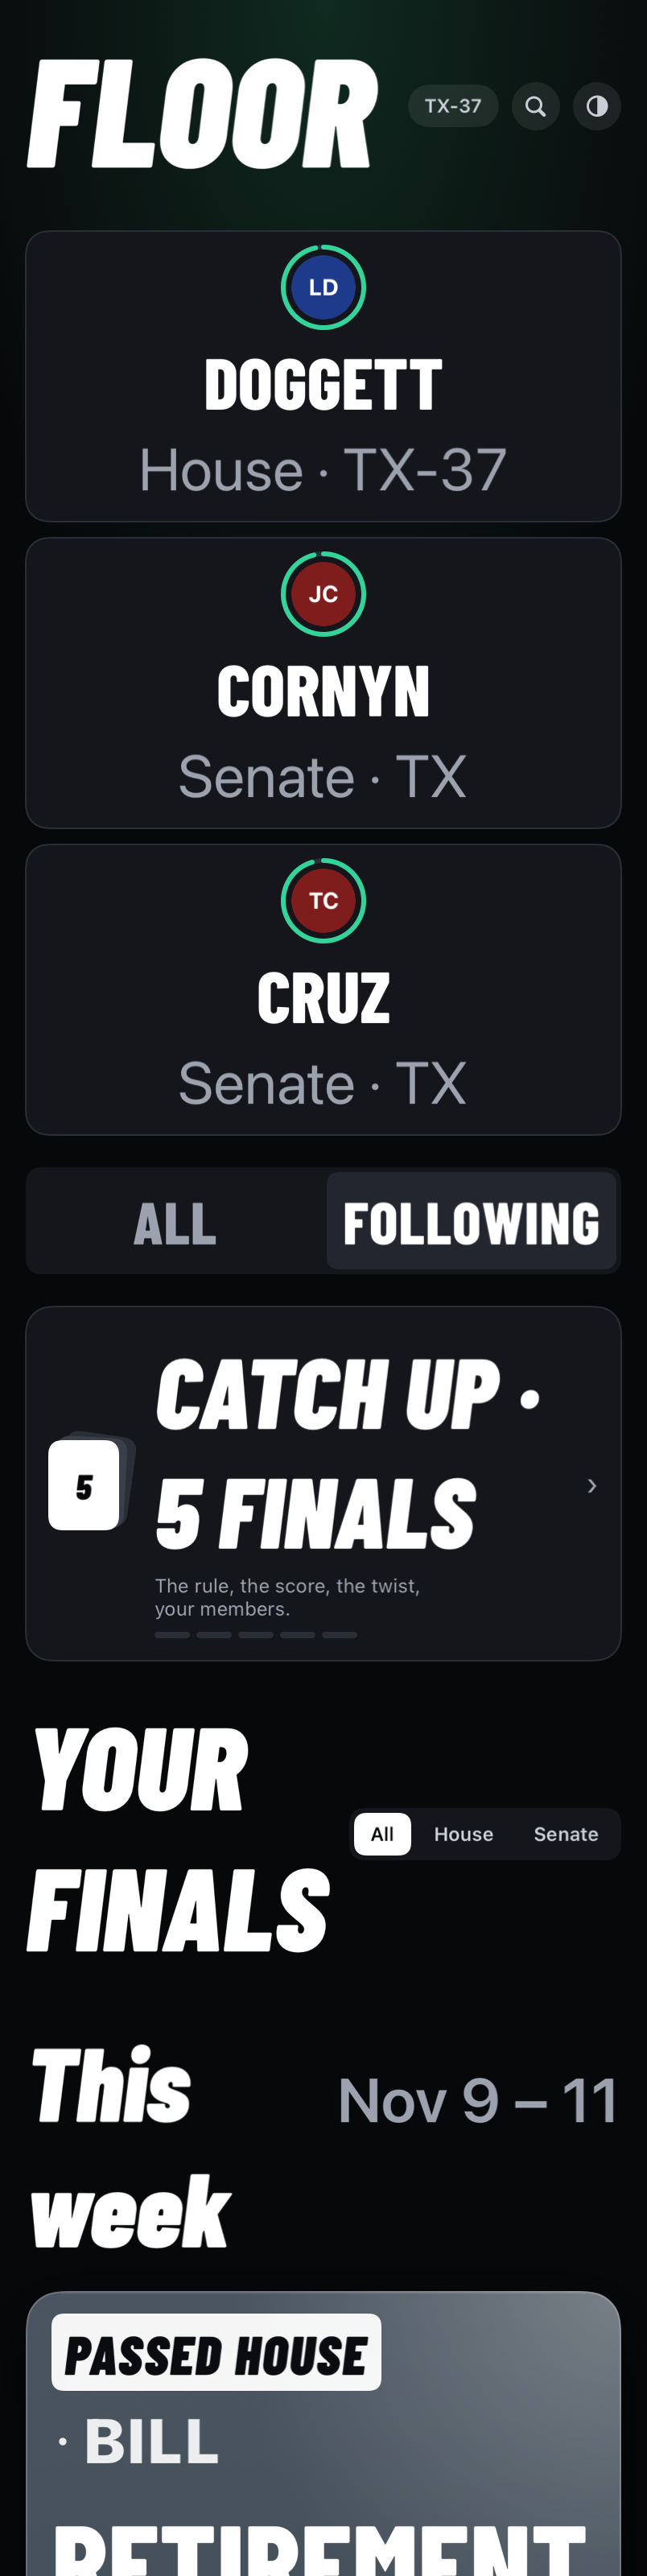 FLOOR
TX-37
LD
DOGGETT
House · TX-37
JC
CORNYN
Senate · TX
TC
CRUZ
Senate · TX
ALL
FOLLOWING
CATCH UP ·
5 FINALS
5
The rule, the score, the twist,
your members.
YOUR
FINALS
All
House
Senate
This
week
Nov 9 – 11
PASSED HOUSE
· BILL
RETIREMENT